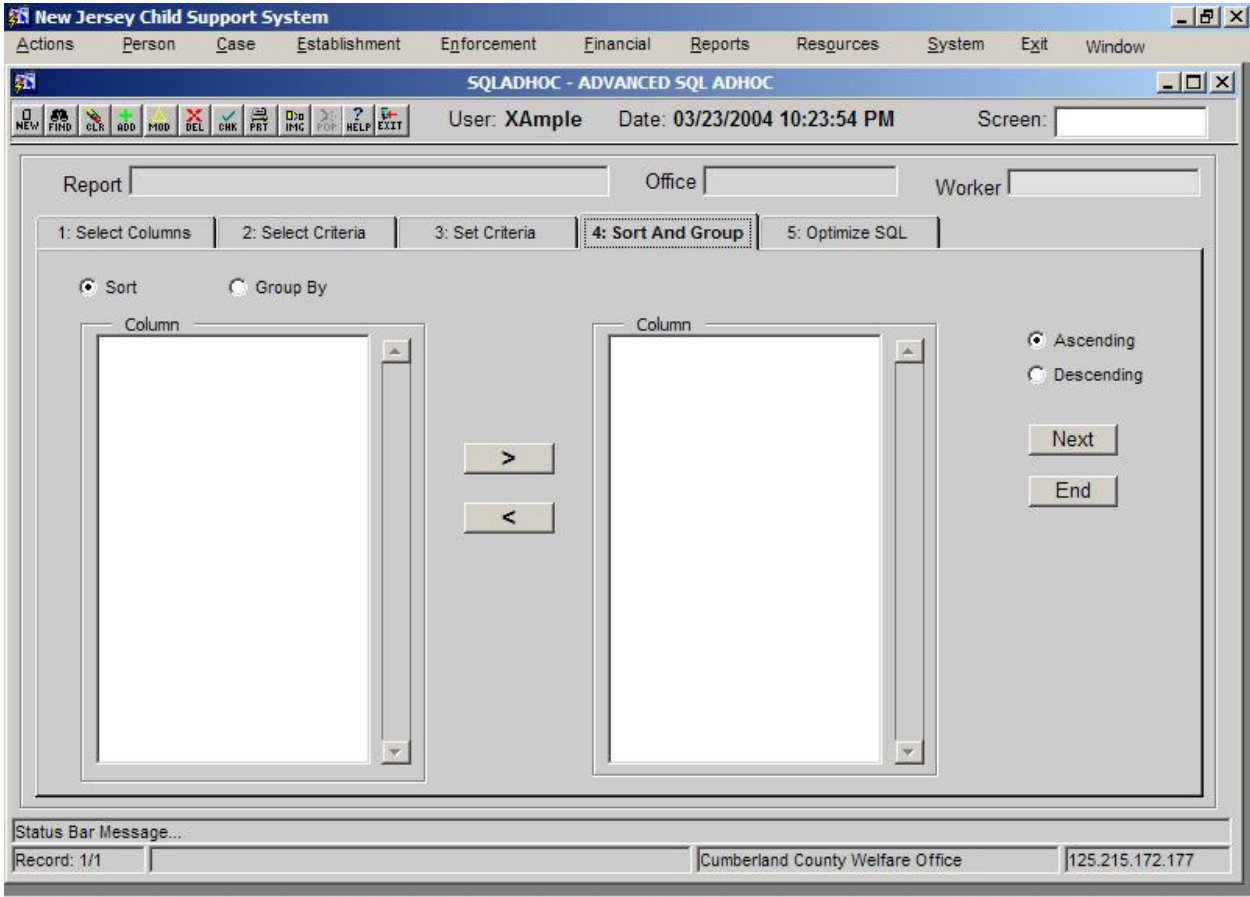 New Jersey Child Support System
Actions Person Case Establishment Enforcement Financial Reports Resources System Exit Window
SQLADHOC - ADVANCED SQL ADHOC
NEW FIND CLR ADD MOD DEL CHK PRT IMG POP HELP EXIT User: XAmple Date: 03/23/2004 10:23:54 PM Screen:
Report Office Worker
1: Select Columns 2: Select Criteria 3: Set Criteria 4: Sort And Group 5: Optimize SQL
Sort Group By
Column Column
Ascending
Descending
Next
>
End
<
Status Bar Message...
Record: 1/1 Cumberland County Welfare Office 125.215.172.177